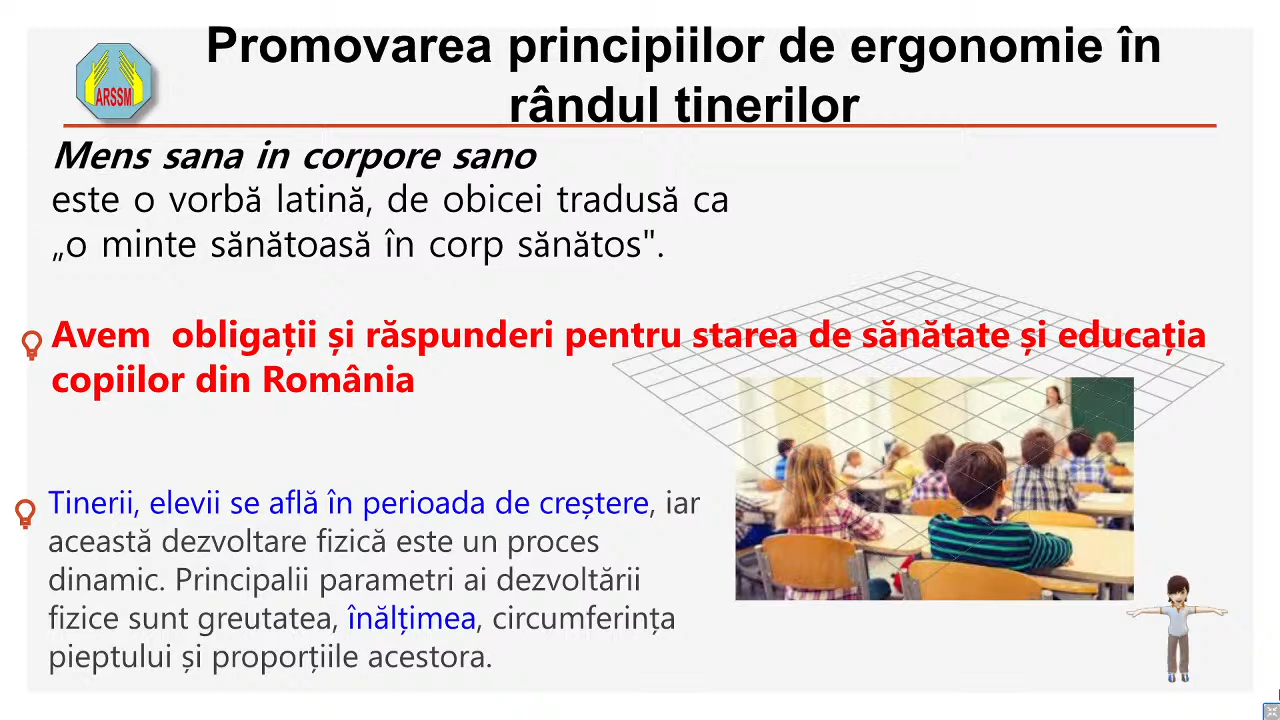 Promovarea principiilor de ergonomie în
rândul tinerilor
ARSSM
Mens sana in corpore sano
este o vorbă latină, de obicei tradusă ca
„o minte sănătoasă în corp sănătos".
Avem obligații și răspunderi pentru starea de sănătate și educația
copiilor din România
Tinerii, elevii se află în perioada de creștere, iar
această dezvoltare fizică este un proces
dinamic. Principalii parametri ai dezvoltării
fizice sunt greutatea, înălțimea, circumferința
pieptului și proporțiile acestora.